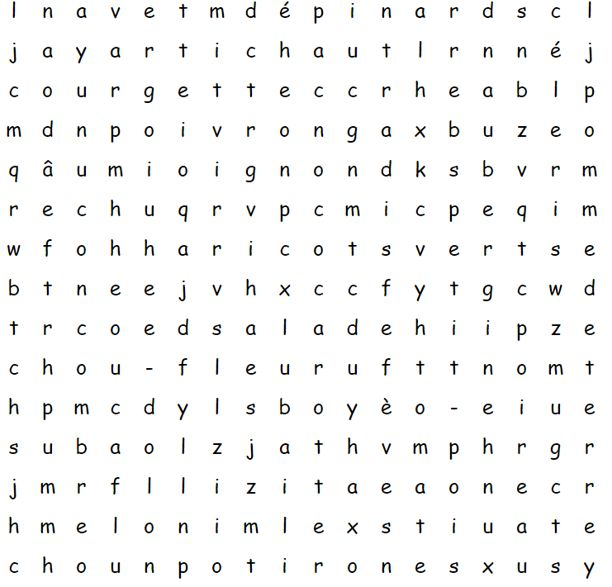 l n a v e t m d é p i n a r d s c l
j a y a r t i c h a u t l r n n é j
c o u r g e t t e c c r h e a b l p
m d n p o i v r o n g a x b u z e o
q â u m i o i g n o n d k s b v r m
r e c h u q r v p c m i c p e q i m
w f o h h a r i c o t s v e r t s e
b t n e e j v h x c c f y t g c w d
t r c o e d s a l a d e h i i p z e
c h o u - f l e u r u f t t n o m t
h p m c d y l s b o y è o - e i u e
s u b a o l z j a t h v m p h r g r
j m r f l l i z i t a e a o n e c r
h m e l o n i m l e x s t i u a t e
c h o u n p o t i r o n e s x u s y